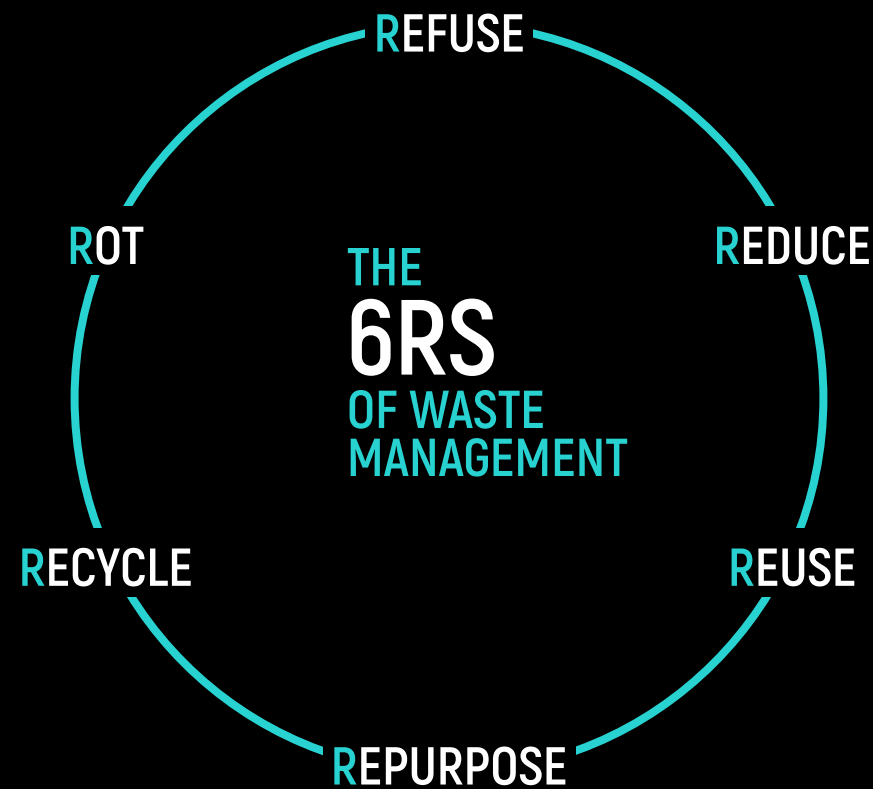 REFUSE
ROT
REDUCE
THE
6RS
OF WASTE
MANAGEMENT
RECYCLE
REUSE
REPURPOSE